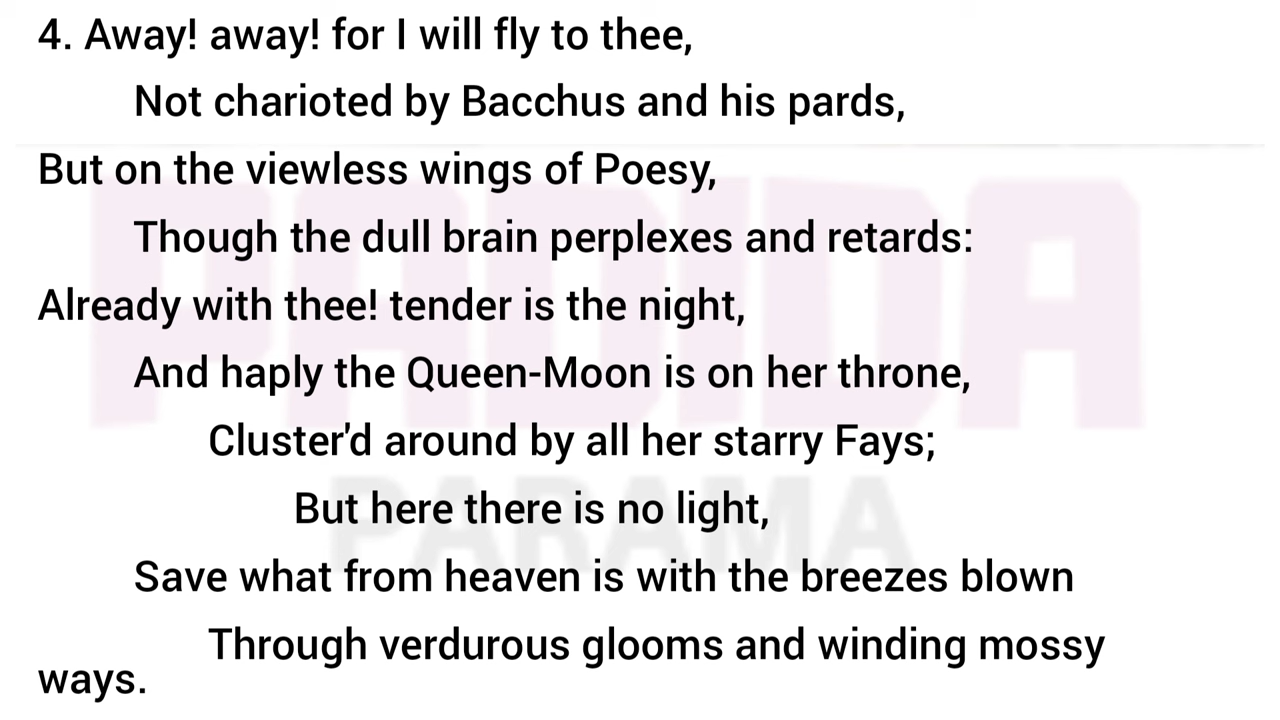 4. Away! away! for I will fly to thee,
Not charioted by Bacchus and his pards,
But on the viewless wings of Poesy,
Though the dull brain perplexes and retards:
Already with thee! tender is the night,
And haply the Queen-Moon is on her throne,
Cluster'd around by all her starry Fays;
But here there is no light,
Save what from heaven is with the breezes blown
Through verdurous glooms and winding mossy
ways.
PADIDA
PARAMA